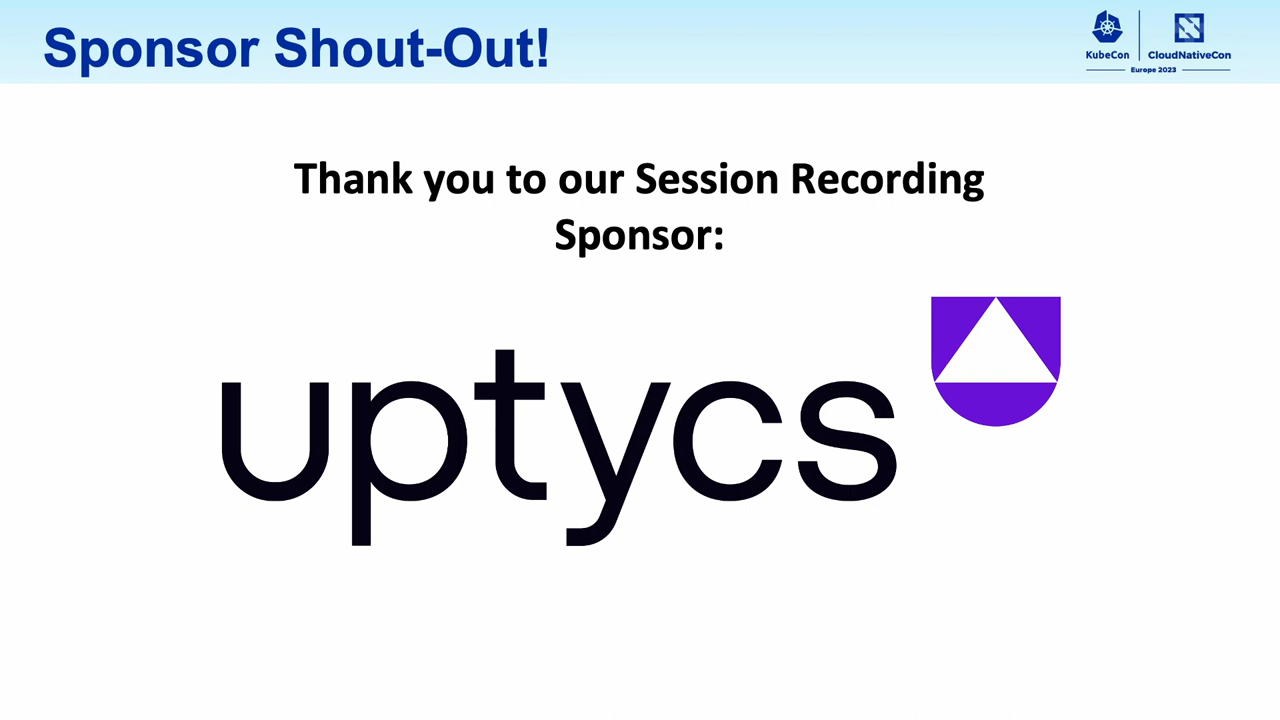 Sponsor Shout-Out!
KubeCon
CloudNativeCon
Europe 2023
Thank you to our Session Recording
Sponsor:
uptycs